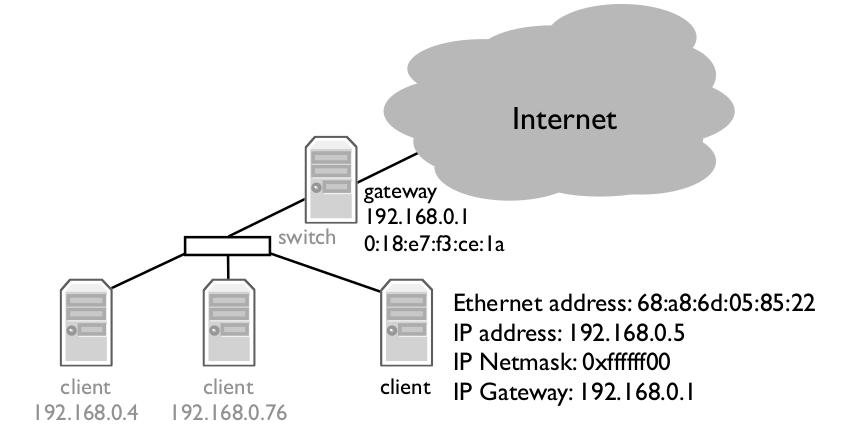 Internet
gateway
192.168.0.1
0:18:e7:f3:ce:1a
switch
client
192.168.0.4
client
192.168.0.76
client
Ethernet address: 68:a8:6d:05:85:22
IP address: 192.168.0.5
IP Netmask: 0xffffff00
IP Gateway: 192.168.0.1